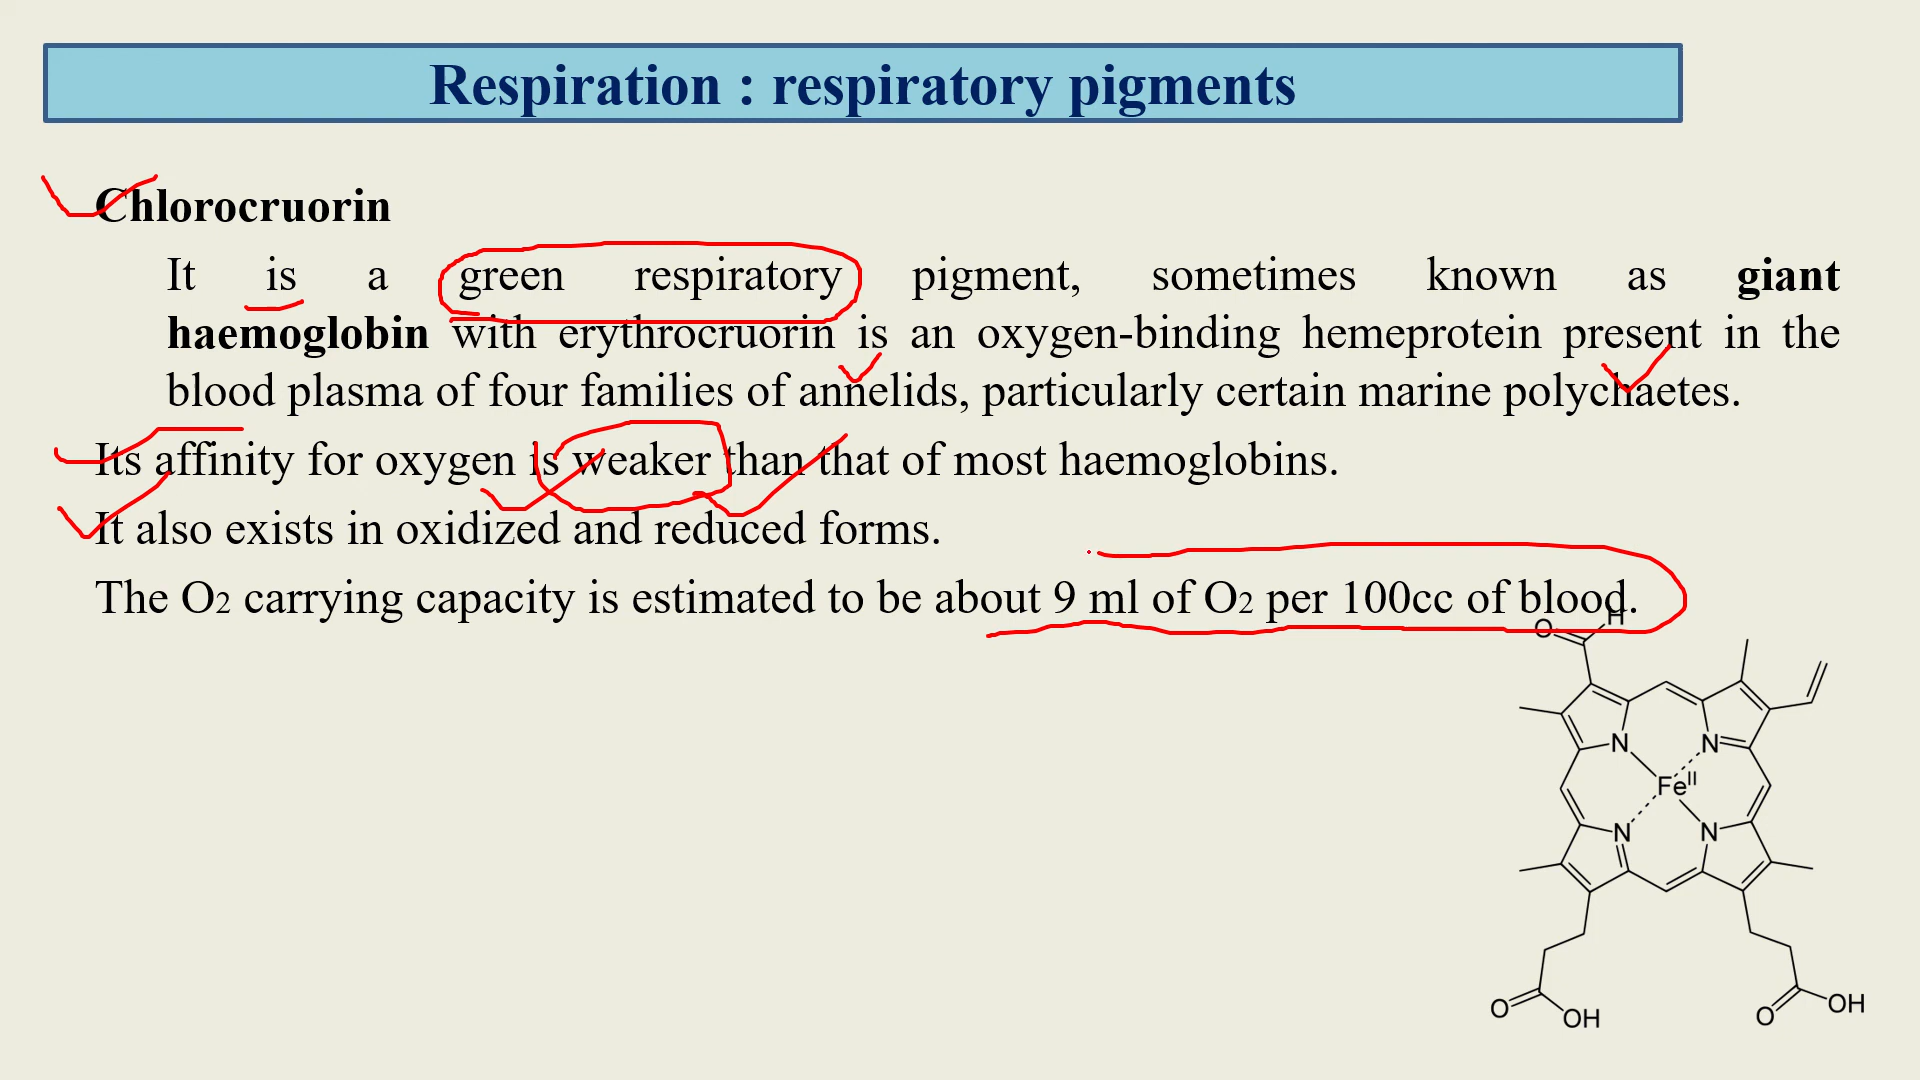 Respiration : respiratory pigments
Chlorocruorin
It is a green respiratory pigment, sometimes known as giant
haemoglobin with erythrocruorin is an oxygen-binding hemeprotein present in the
blood plasma of four families of annelids, particularly certain marine polychaetes.
Its affinity for oxygen is weaker than that of most haemoglobins.
It also exists in oxidized and reduced forms.
The O2 carrying capacity is estimated to be about 9 ml of O2 per 100cc of blood.
O H
N N
Fe II
N N
O OH O OH